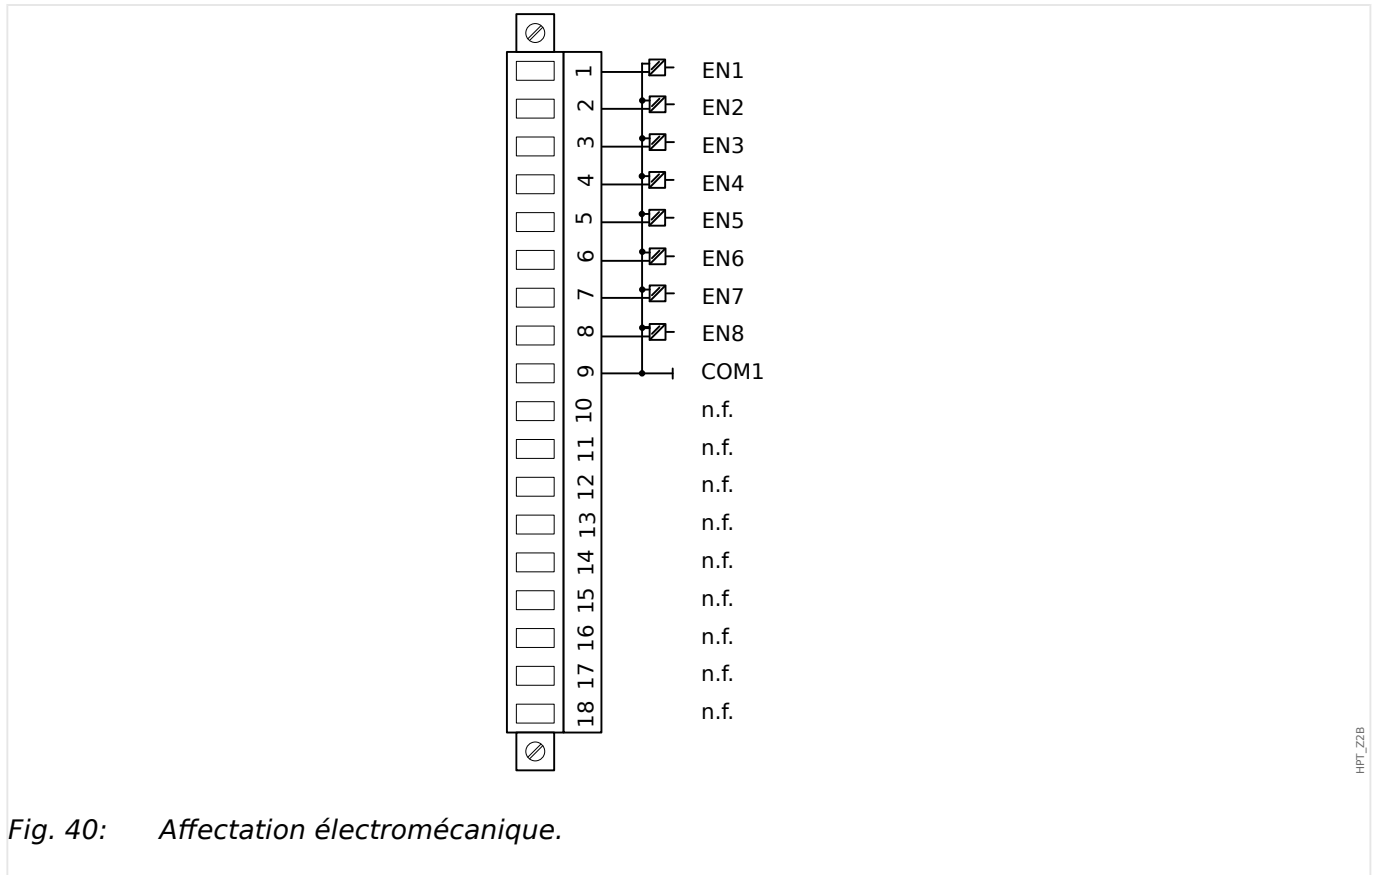 1 EN1
2 EN2
3 EN3
4 EN4
5 EN5
6 EN6
7 EN7
8 EN8
9 COM1
10 n.f.
11 n.f.
12 n.f.
13 n.f.
14 n.f.
15 n.f.
16 n.f.
17 n.f.
18 n.f.
HPT_Z2B
Fig. 40: Affectation électromécanique.